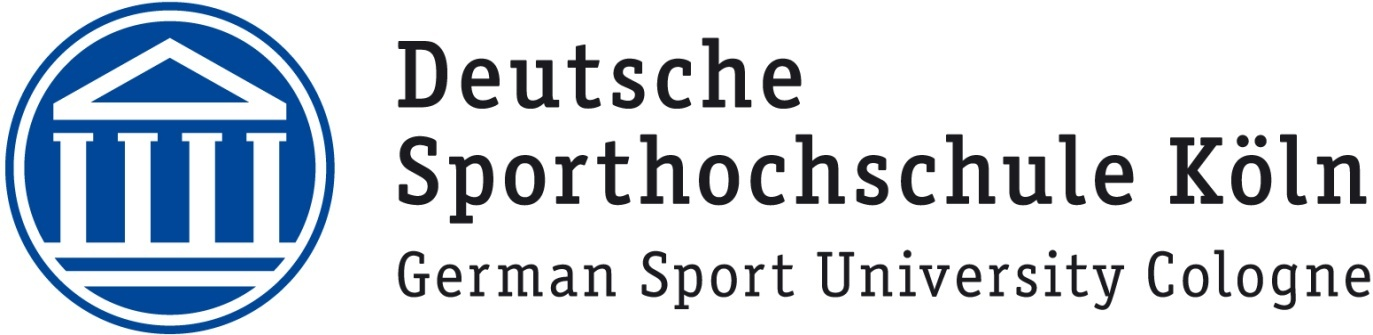 Deutsche
Sporthochschule Köln
German Sport University Cologne